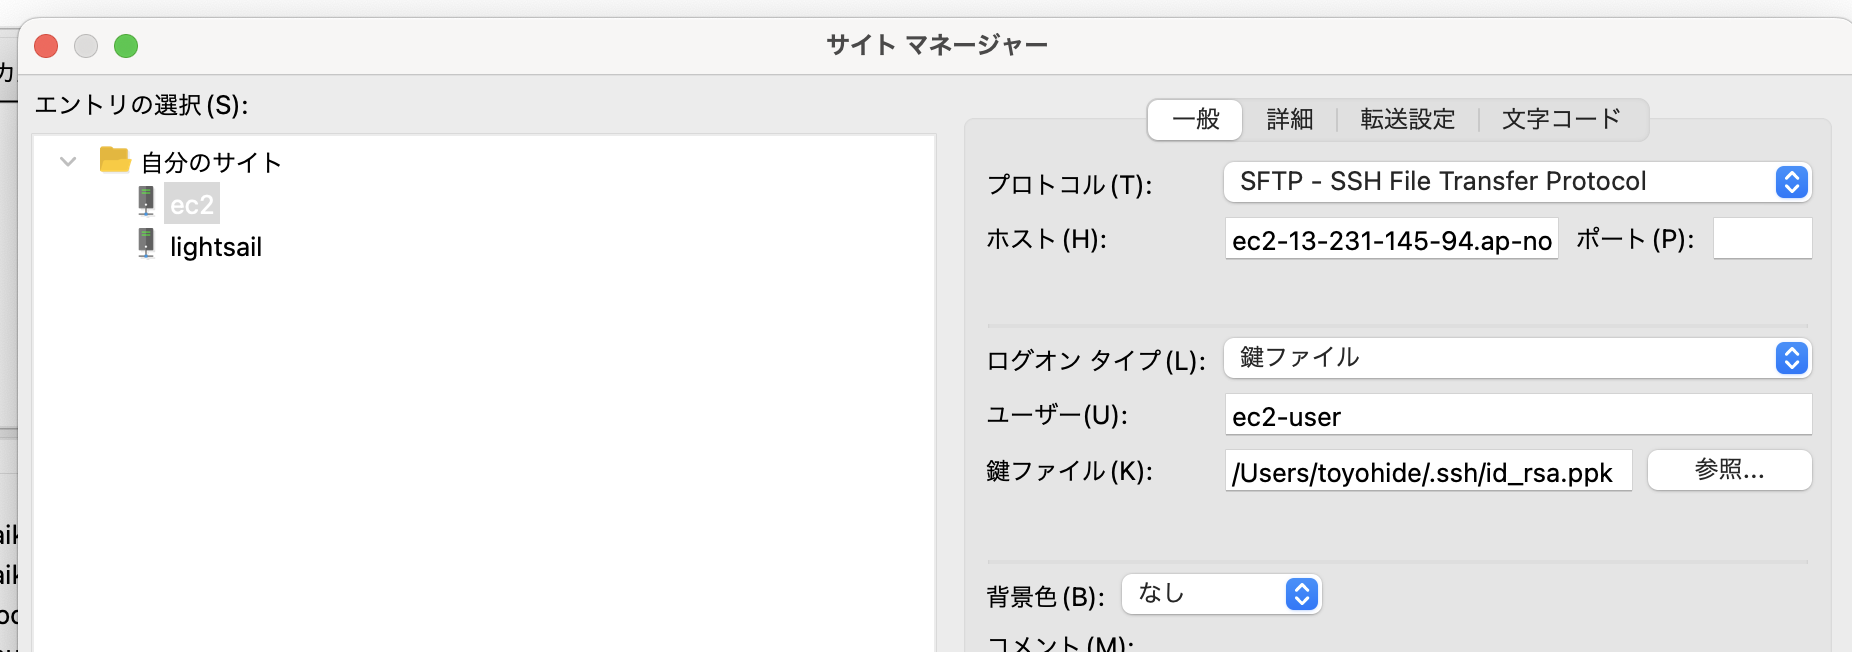 サイト マネージャー
エントリの選択(S):
自分のサイト
ec2
lightsail
一般 詳細 転送設定 文字コード
プロトコル(T): SFTP - SSH File Transfer Protocol
ホスト(H): ec2-13-231-145-94.ap-no ポート(P):
ログオン タイプ(L): 鍵ファイル
ユーザー(U): ec2-user
鍵ファイル(K): /Users/toyohide/.ssh/id_rsa.ppk 参照...
背景色(B): なし
コメント(M):